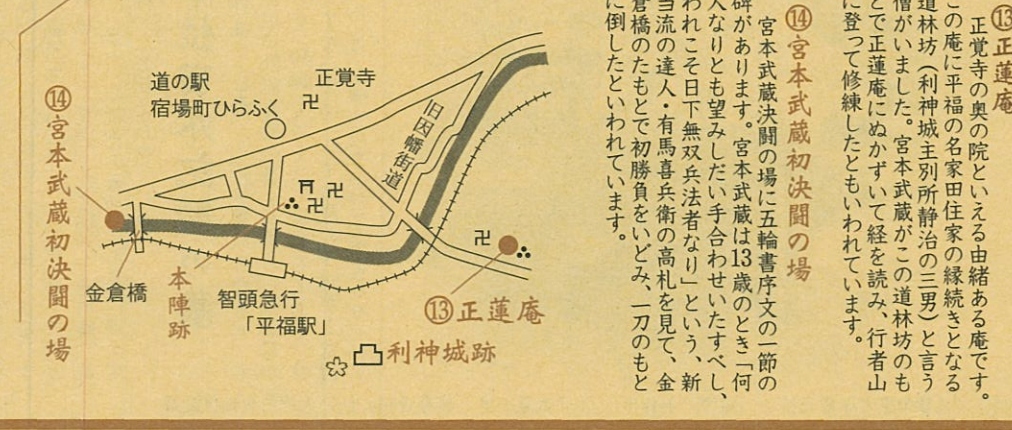 ⑬正蓮庵
正覚寺の奥の院といえる由緒ある庵です。
この庵に平福の名家田住家の縁続きとなる
道林坊（利神城主別所静治の三男）と言う
僧がいました。宮本武蔵がこの道林坊のも
とで正蓮庵にぬかずいて経を読み、行者山
に登って修練したともいわれています。
⑭宮本武蔵初決闘の場
宮本武蔵決闘の場に五輪書序文の一節の
碑があります。宮本武蔵は13歳のとき「何
人なりとも望みしだい手合わせいたすべし、
われこそ日下無双兵法者なり」という、新
当流の達人・有馬喜兵衛の高札を見て、金
倉橋のたもとで初勝負をいどみ、一刀のもと
に倒したといわれています。
道の駅
宿場町ひらふく
正覚寺
旧因幡街道
⑭宮本武蔵初決闘の場
金倉橋
本陣跡
智頭急行
「平福駅」
⑬正蓮庵
利神城跡